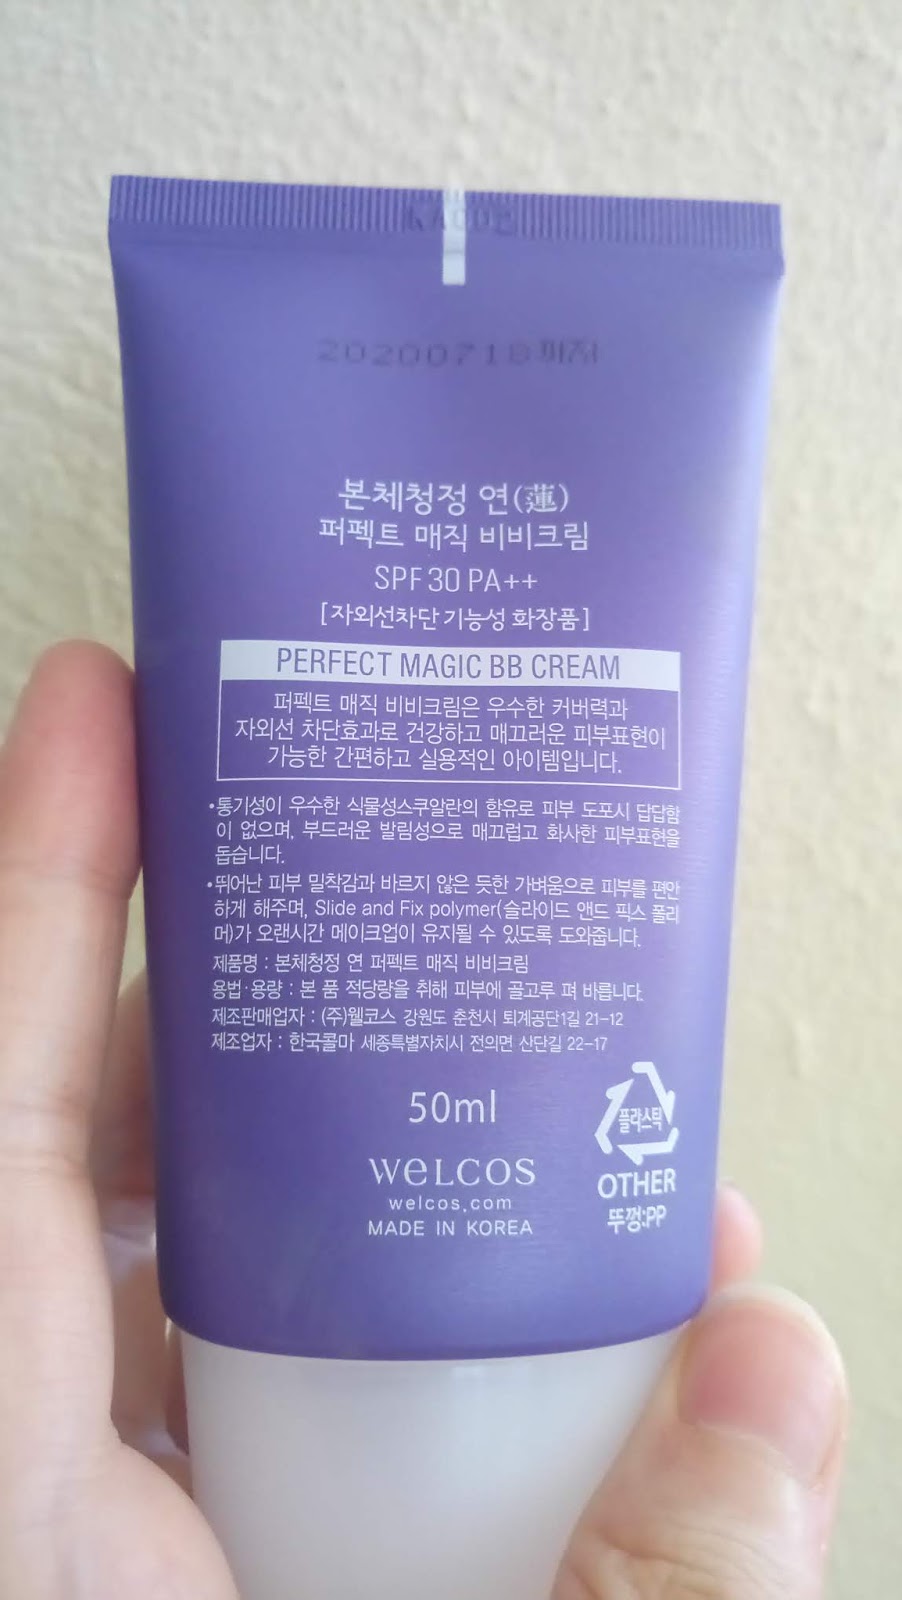 20200718까지
본체청정 연(蓮)
퍼펙트 매직 비비크림
SPF 30 PA++
[자외선차단 기능성 화장품]
PERFECT MAGIC BB CREAM
퍼펙트 매직 비비크림은 우수한 커버력과
자외선 차단효과로 건강하고 매끄러운 피부표현이
가능한 간편하고 실용적인 아이템입니다.
•통기성이 우수한 식물성스쿠알란의 함유로 피부 도포시 답답함
이 없으며, 부드러운 발림성으로 매끄럽고 화사한 피부표현을
돕습니다.
•뛰어난 피부 밀착감과 바르지 않은 듯한 가벼움으로 피부를 편안
하게 해주며, Slide and Fix polymer(슬라이드 앤드 픽스 폴리
머)가 오랜시간 메이크업이 유지될 수 있도록 도와줍니다.
제품명 : 본체청정 연 퍼펙트 매직 비비크림
용법·용량 : 본 품 적당량을 취해 피부에 골고루 펴 바릅니다.
제조판매업자 : (주)웰코스 강원도 춘천시 퇴계공단1길 21-12
제조업자 : 한국콜마 세종특별자치시 전의면 산단길 22-17
50ml
WELCOS
welcos.com
MADE IN KOREA
플라스틱
OTHER
뚜껑:PP